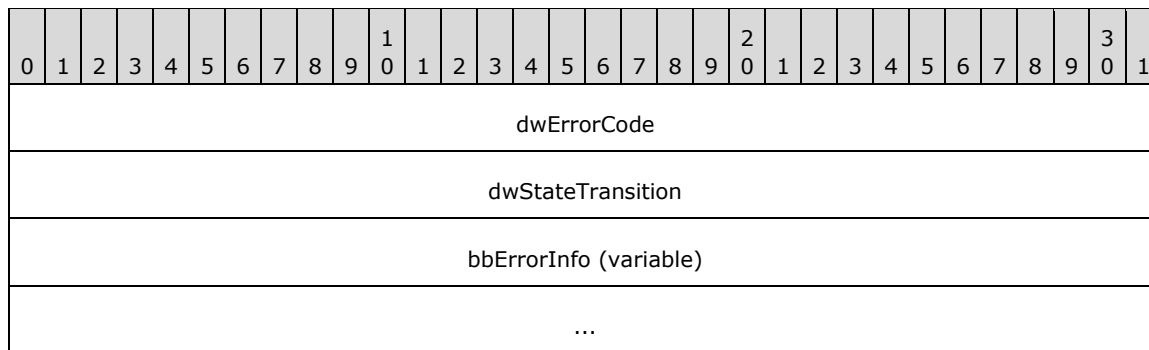 1 2 3
0 1 2 3 4 5 6 7 8 9 0 1 2 3 4 5 6 7 8 9 0 1 2 3 4 5 6 7 8 9 0 1
dwErrorCode
dwStateTransition
bbErrorInfo (variable)
...